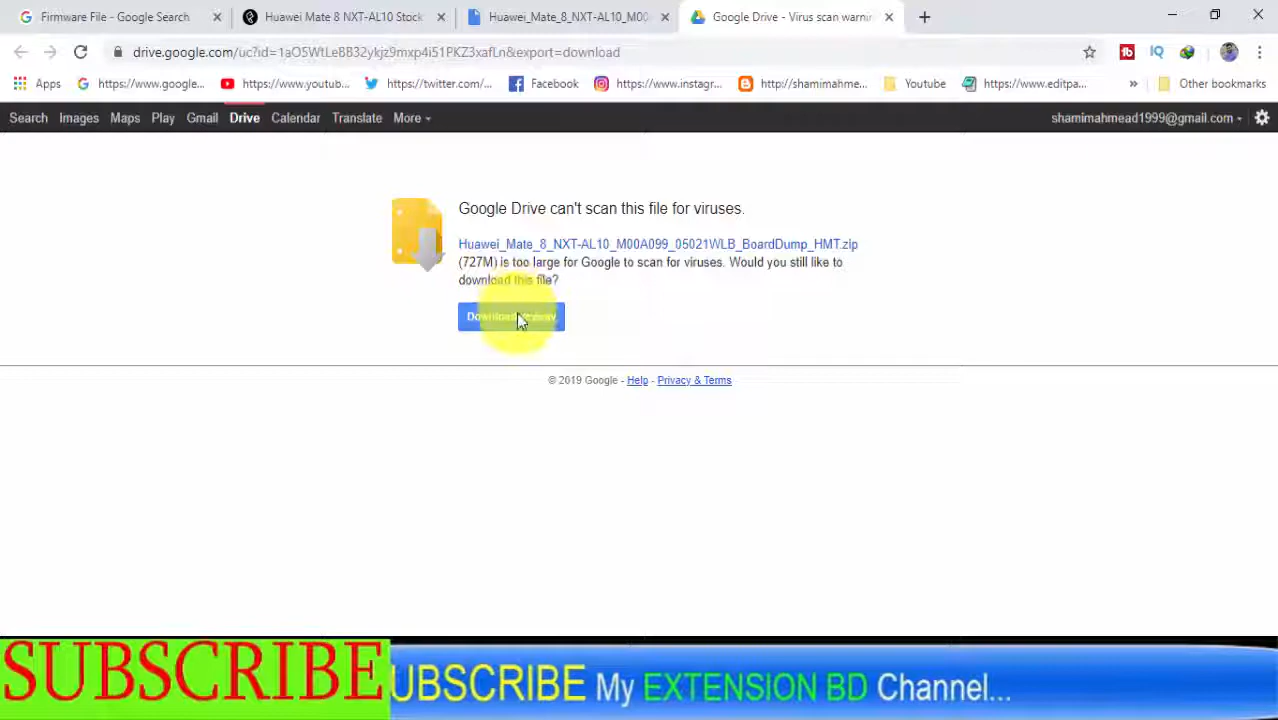 Firmware File - Google Search
Huawei Mate 8 NXT-AL10 Stock
Huawei_Mate_8_NXT-AL10_M00
Google Drive - Virus scan warnin
drive.google.com/uc?id=1aO5WtLeBB32ykjz9mxp4i51PKZ3xafLn&export=download
Apps
https://www.google...
https://www.youtub...
https://twitter.com/...
Facebook
https://www.instagr...
http://shamimahme...
Youtube
https://www.editpa...
Other bookmarks
Search Images Maps Play Gmail Drive Calendar Translate More
shamimahmead1999@gmail.com
Google Drive can't scan this file for viruses.
Huawei_Mate_8_NXT-AL10_M00A099_05021WLB_BoardDump_HMT.zip
(727M) is too large for Google to scan for viruses. Would you still like to
download this file?
Download anyway
© 2019 Google - Help - Privacy & Terms
SUBSCRIBE
UBSCRIBE My EXTENSION BD Channel...